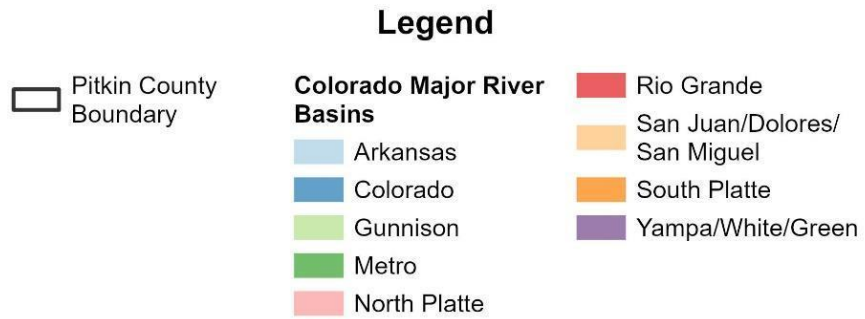 Legend
Pitkin County
Boundary
Colorado Major River
Basins
Arkansas
Colorado
Gunnison
Metro
North Platte
Rio Grande
San Juan/Dolores/
San Miguel
South Platte
Yampa/White/Green